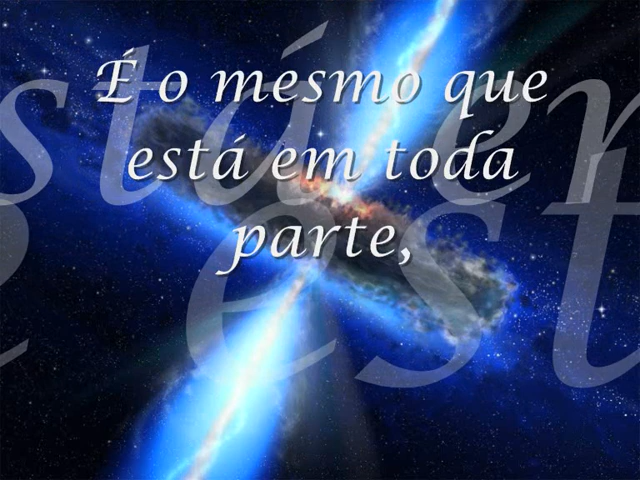 É o mesmo que
está em toda
parte,